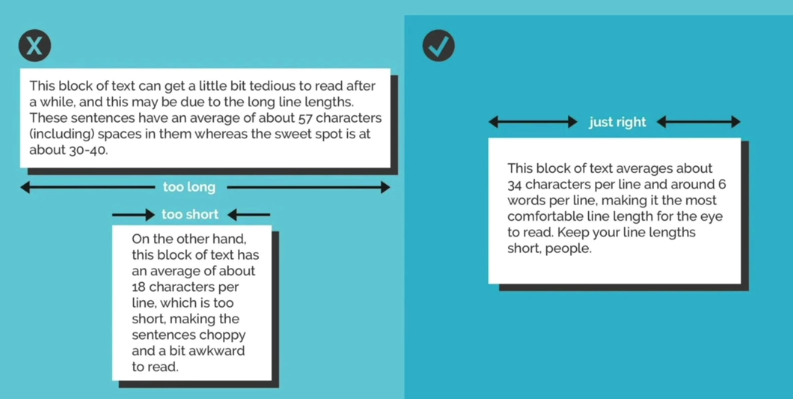 X
This block of text can get a little bit tedious to read after
a while, and this may be due to the long line lengths.
These sentences have an average of about 57 characters
(including) spaces in them whereas the sweet spot is at
about 30-40.
too long
too short
On the other hand,
this block of text has
an average of about
18 characters per
line, which is too
short, making the
sentences choppy
and a bit awkward
to read.
just right
This block of text averages about
34 characters per line and around 6
words per line, making it the most
comfortable line length for the eye
to read. Keep your line lengths
short, people.